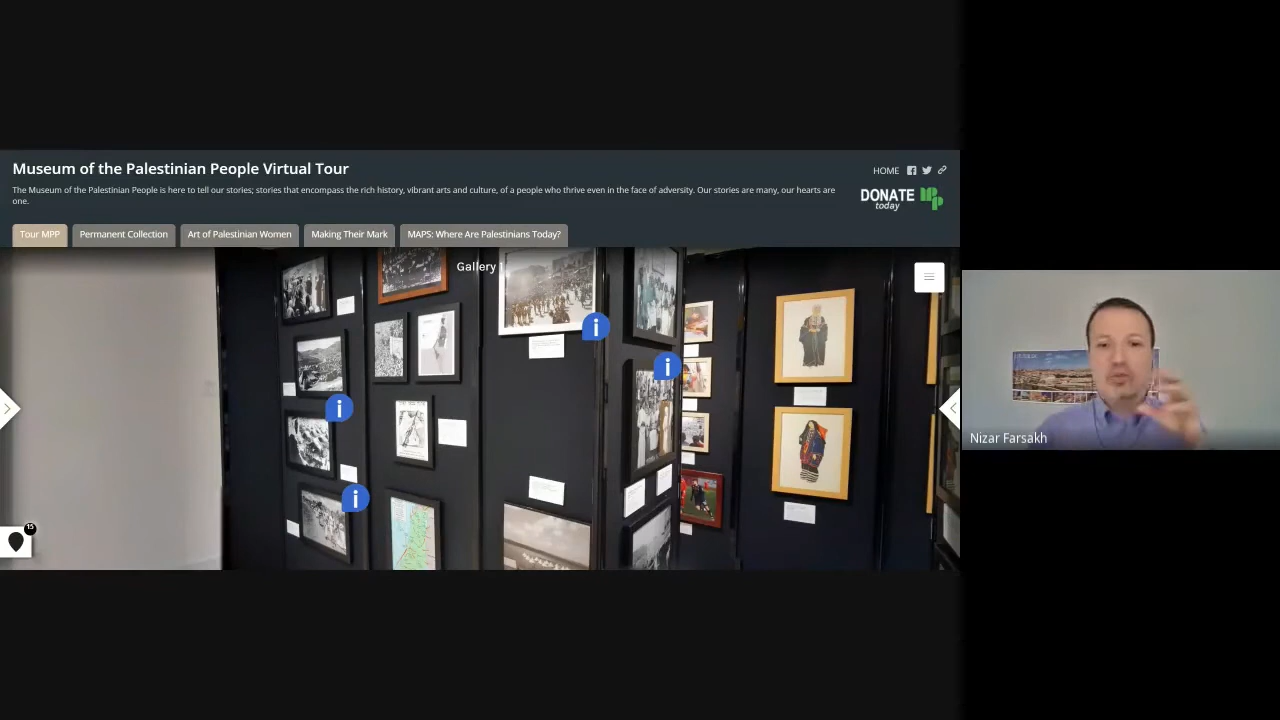 Museum of the Palestinian People Virtual Tour
HOME
The Museum of the Palestinian People is here to tell our stories; stories that encompass the rich history, vibrant arts and culture, of a people who thrive even in the face of adversity. Our stories are many, our hearts are
one.
DONATE
today
Tour MPP
Permanent Collection
Art of Palestinian Women
Making Their Mark
MAPS: Where Are Palestinians Today?
Gallery 1
i
i
i
i
15
Nizar Farsakh